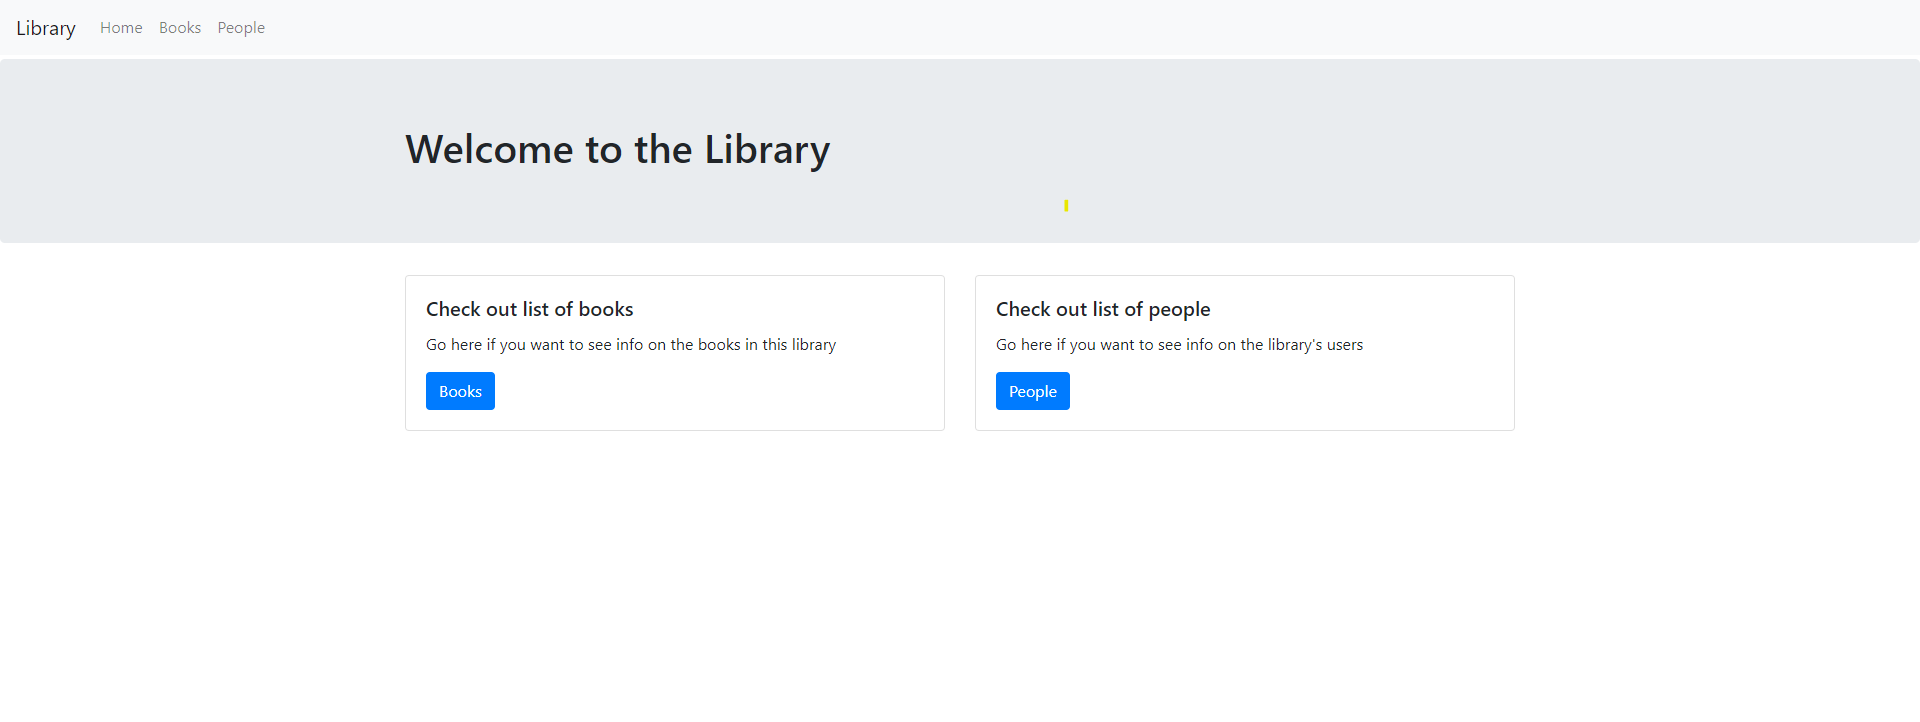 Library Home Books People
Welcome to the Library
Check out list of books
Go here if you want to see info on the books in this library
Books
Check out list of people
Go here if you want to see info on the library's users
People